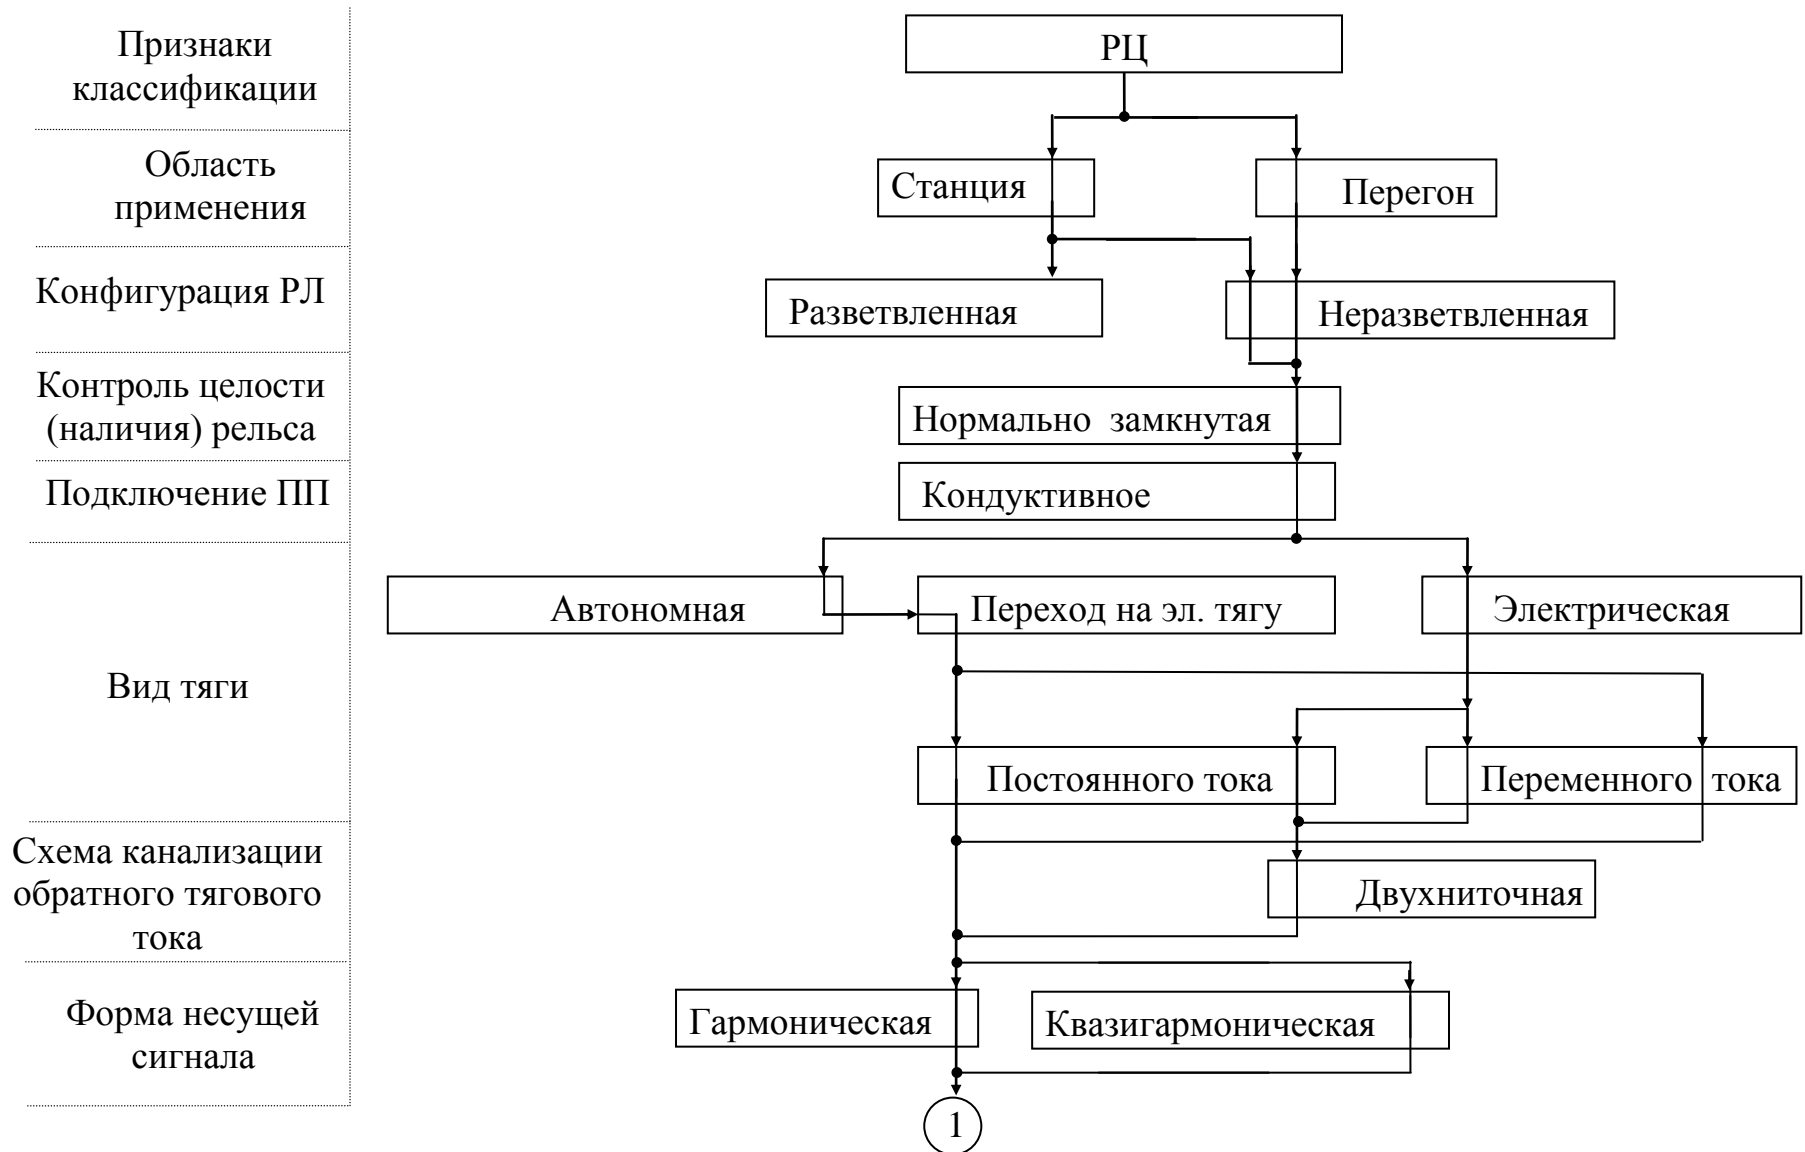 Признаки
классификации
РЦ
Область
применения
Станция
Перегон
Конфигурация РЛ
Разветвленная
Неразветвленная
Контроль целости
(наличия) рельса
Нормально замкнутая
Подключение ПП
Кондуктивное
Вид тяги
Автономная
Переход на эл. тягу
Электрическая
Постоянного тока
Переменного тока
Схема канализации
обратного тягового
тока
Двухниточная
Форма несущей
сигнала
Гармоническая
Квазигармоническая
1